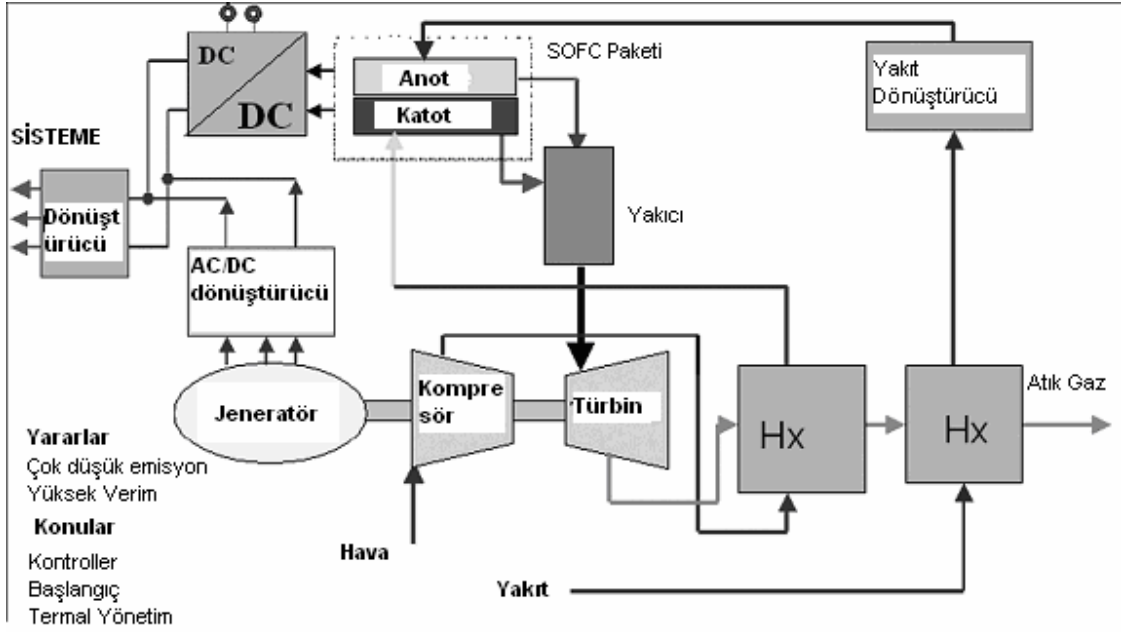 DC
DC
SOFC Paketi
Anot
Katot
Yakıt
Dönüştürücü
SİSTEME
Dönüşt
ürücü
Yakıcı
AC/DC
dönüştürücü
Jeneratör
Kompre
sör
Türbin
Hx
Hx
Atık Gaz
Yararlar
Çok düşük emisyon
Yüksek Verim
Konular
Kontroller
Başlangıç
Termal Yönetim
Hava
Yakıt